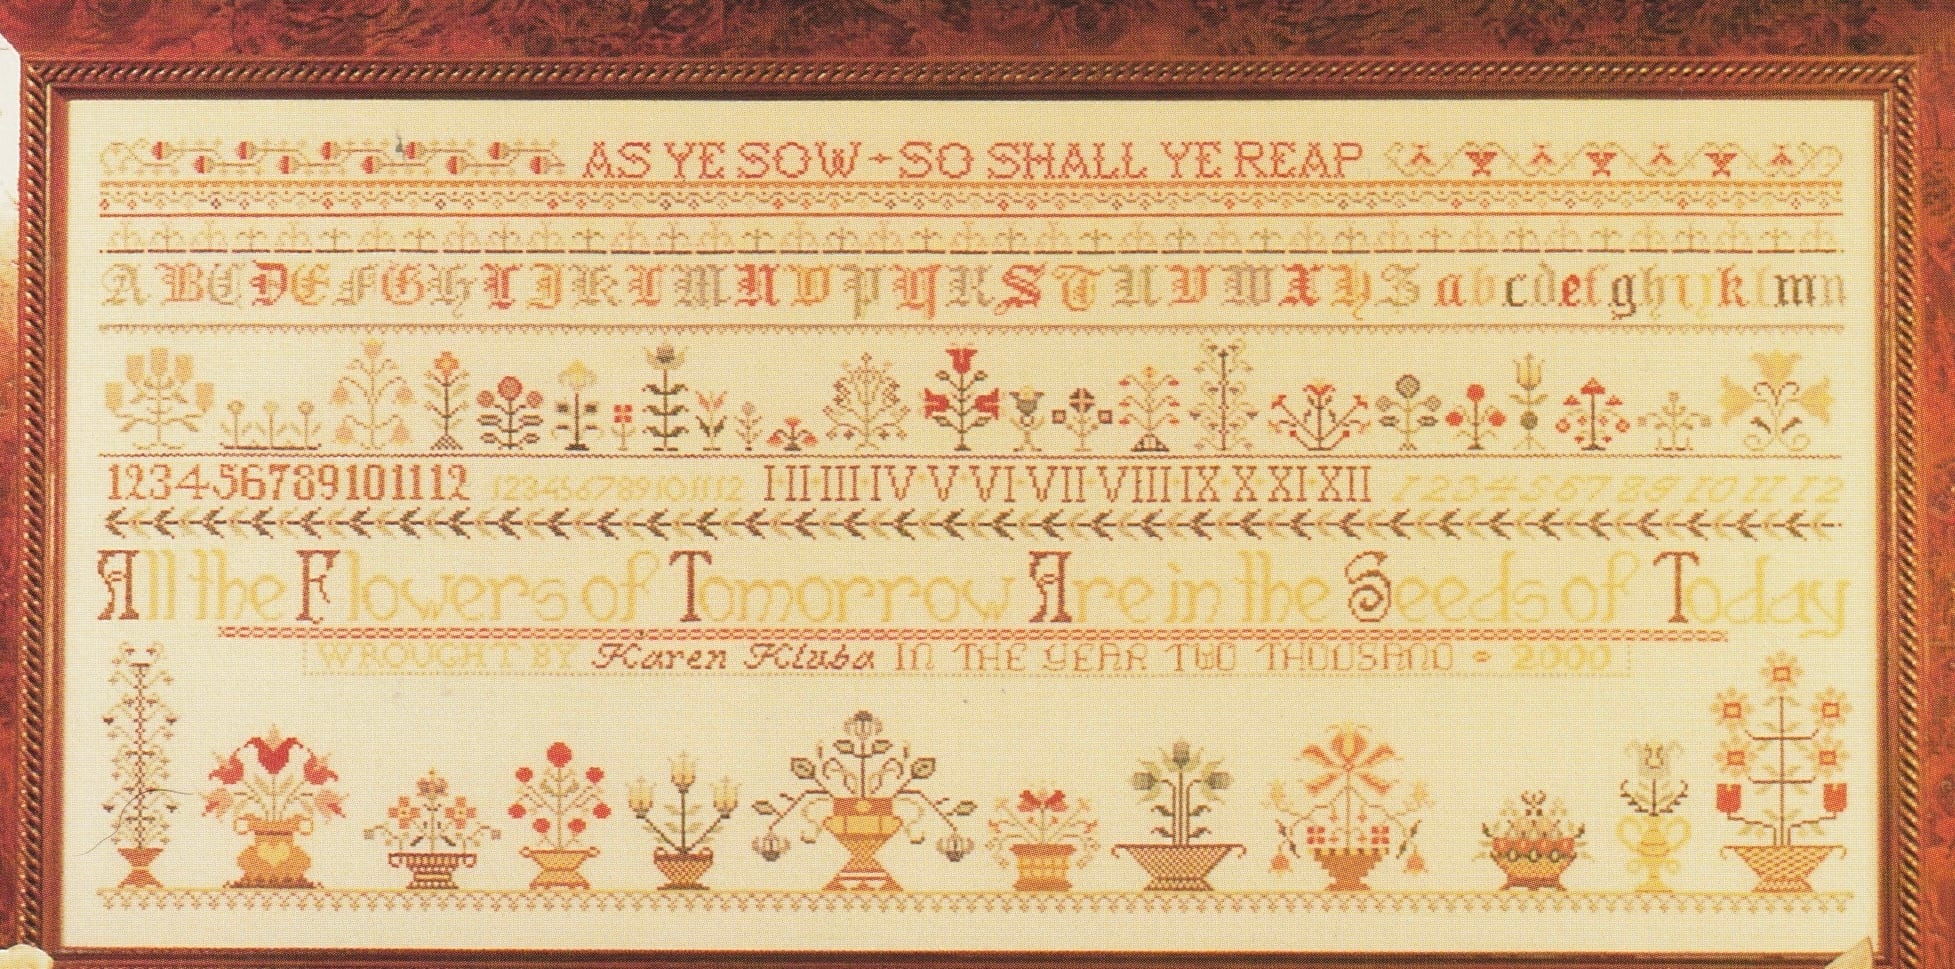 AS YE SOW - SO SHALL YE REAP
A B C D E F G H I J K L M N O P Q R S T U V W X Y Z a b c d e f g h i j k l m n
1 2 3 4 5 6 7 8 9 10 11 12 1 2 3 4 5 6 7 8 9 10 11 12 I·II·III·IV·V·VI·VII·VIII·IX·X·XI·XII 1 2 3 4 5 6 7 8 9 10 11 12
All the Flowers of Tomorrow Are in the Seeds of Today
WROUGHT BY Karen Kluba IN THE YEAR TWO THOUSAND - 2000